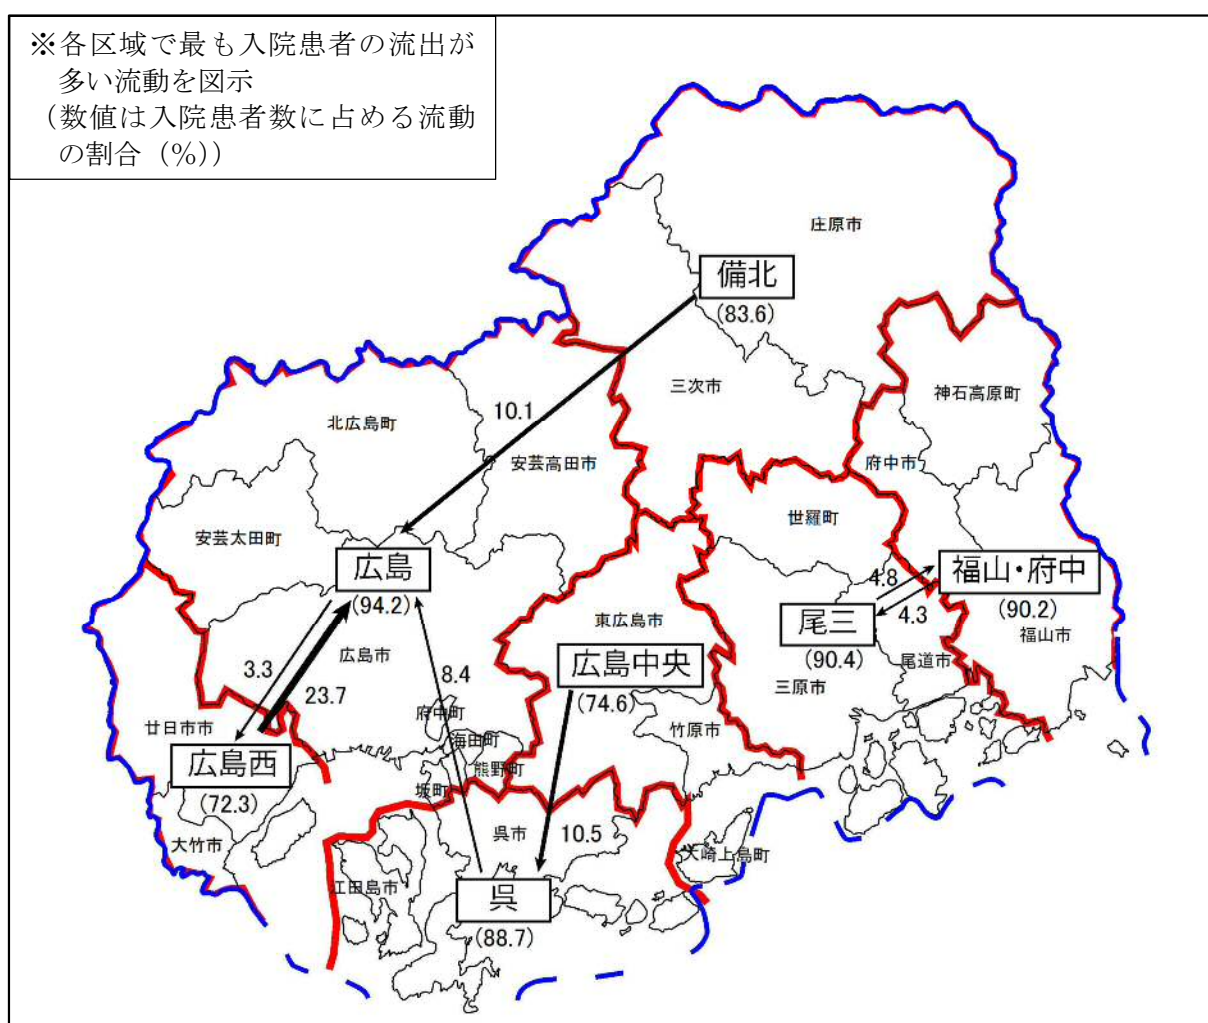 ※各区域で最も入院患者の流出が
多い流動を図示
(数値は入院患者数に占める流動
の割合(%))
庄原市
備北
(83.6)
三次市
神石高原町
10.1
北広島町
安芸高田市
府中市
世羅町
安芸太田町
広島
(94.2)
福山・府中
(90.2)
4.8
4.3
尾三
(90.4)
東広島市
福山市
広島市
尾道市
3.3
8.4
広島中央
(74.6)
三原市
23.7
府中町
竹原市
廿日市市
海田町
広島西
(72.3)
熊野町
坂町
呉市
10.5
大竹市
大崎上島町
江田島市
呉
(88.7)